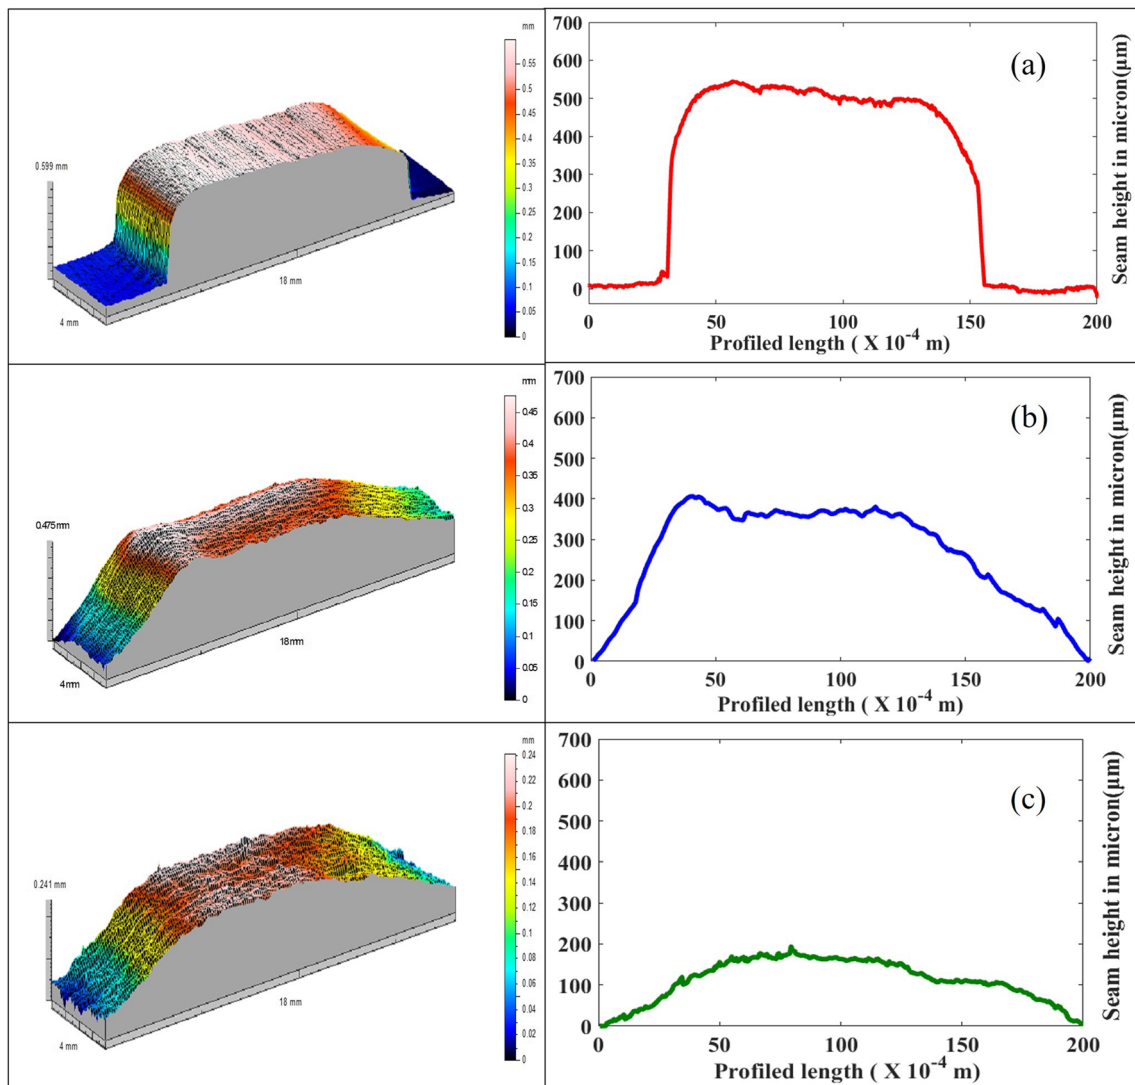 mm
0.55
0.5
0.45
0.4
0.35
0.3
0.25
0.2
0.15
0.1
0.05
0
0.599 mm
18 mm
4 mm
700
600
500
400
300
200
100
0
0 50 100 150 200
Profiled length ( X 10-4 m)
Seam height in micron(µm)
(a)
mm
0.45
0.4
0.35
0.3
0.25
0.2
0.15
0.1
0.05
0
0.475mm
18mm
4mm
700
600
500
400
300
200
100
0
0 50 100 150 200
Profiled length ( X 10-4 m)
Seam height in micron(µm)
(b)
mm
0.24
0.22
0.2
0.18
0.16
0.14
0.12
0.1
0.08
0.06
0.04
0.02
0
0.241 mm
18 mm
4 mm
700
600
500
400
300
200
100
0
0 50 100 150 200
Profiled length ( X 10-4 m)
Seam height in micron(µm)
(c)